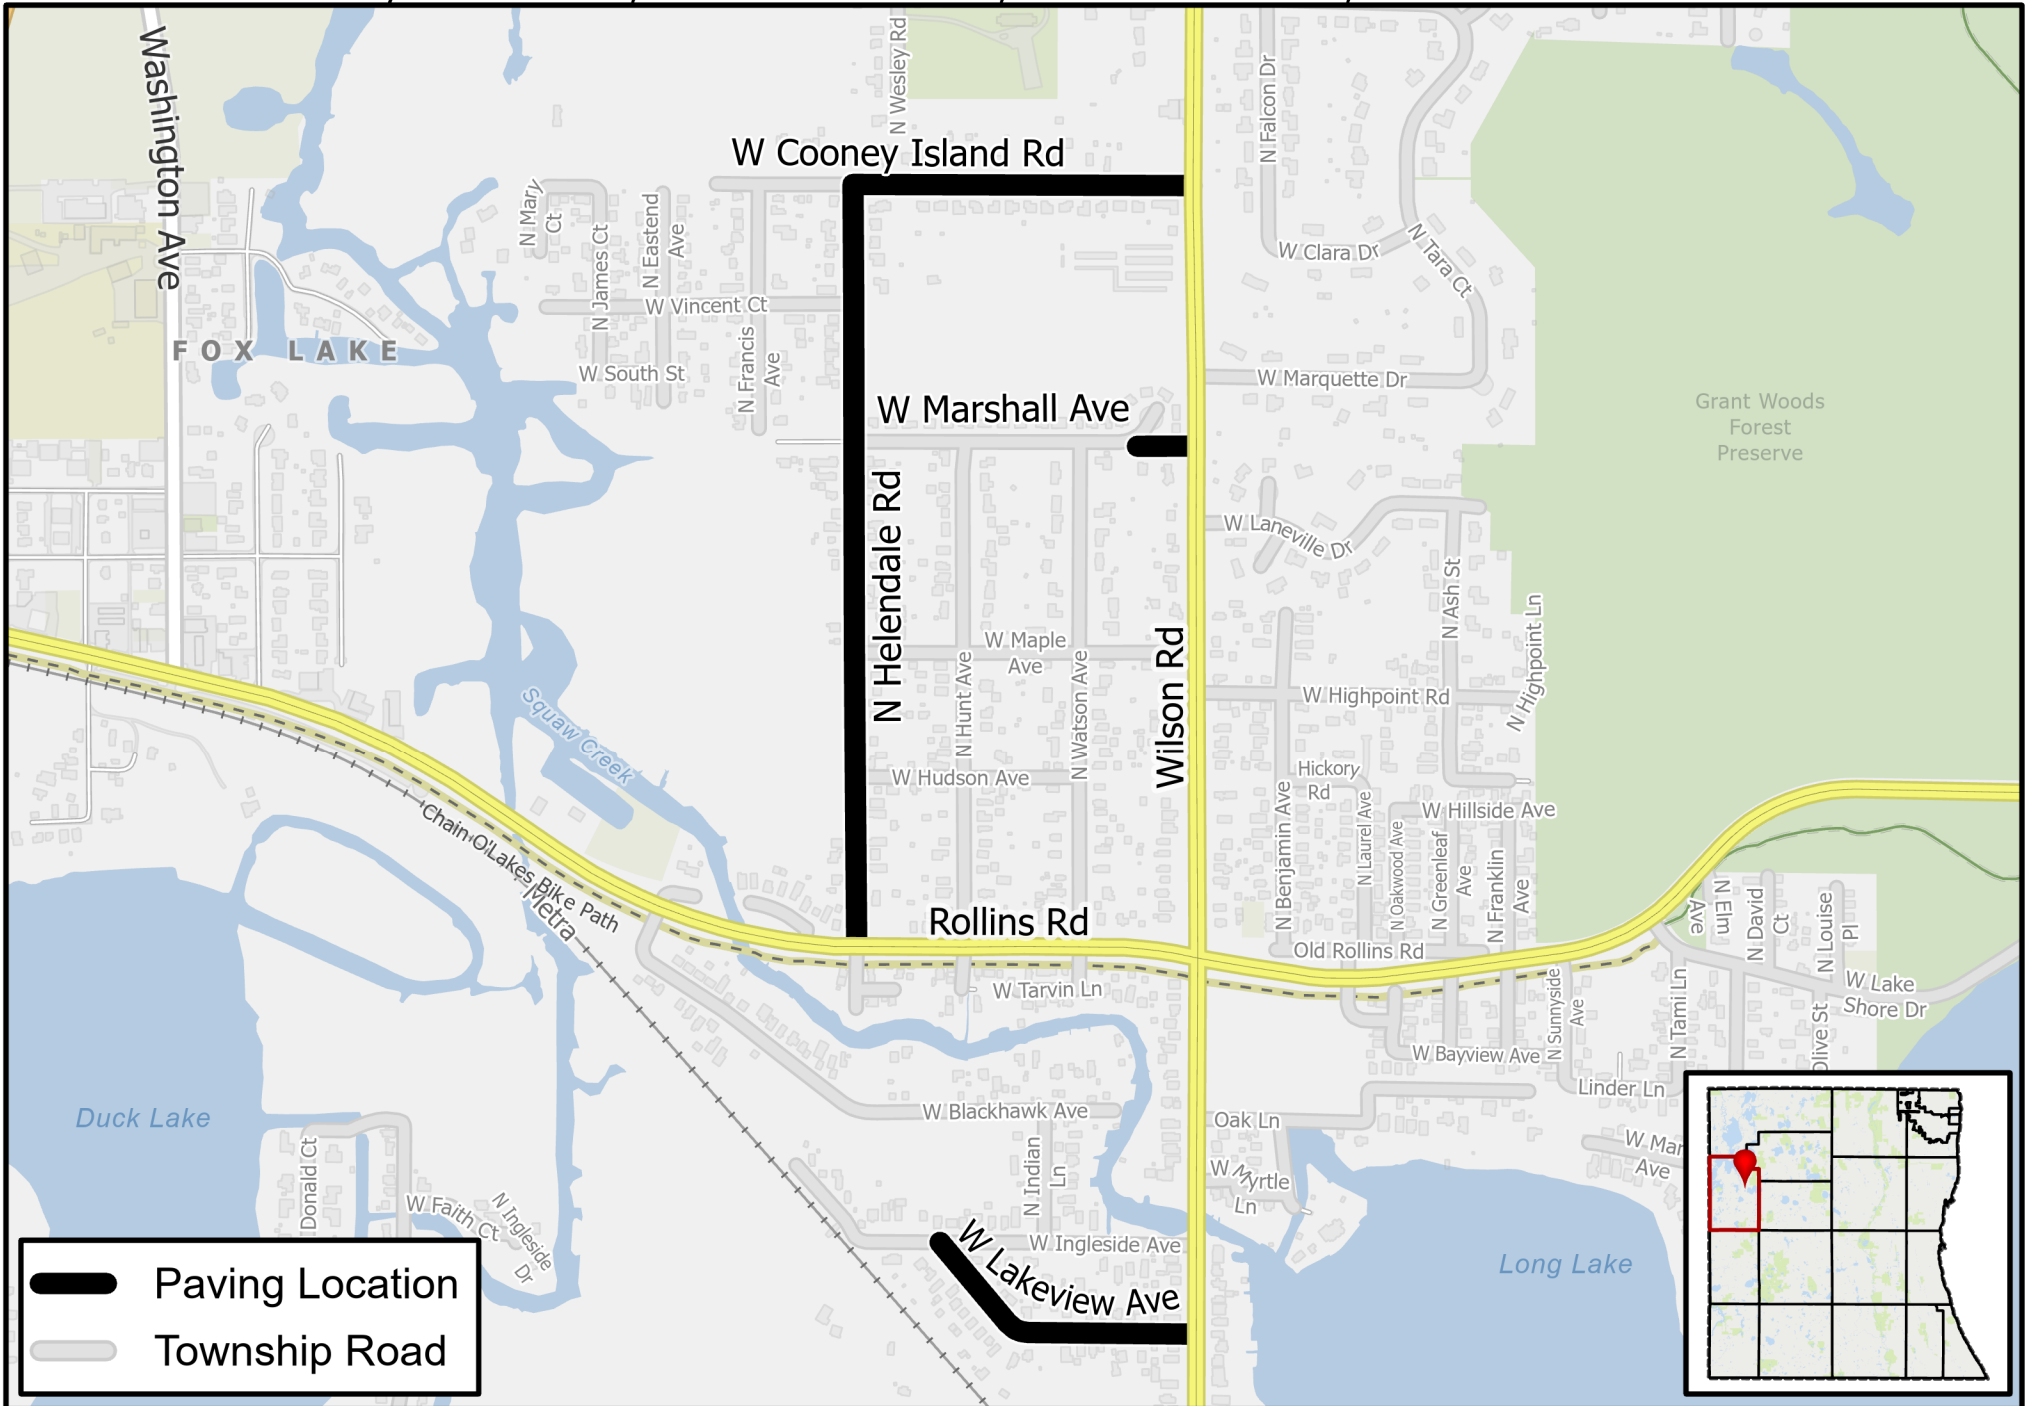 Washington Ave
N Wesley Rd
W Cooney Island Rd
N Falcon Dr
N Mary
Ct
N James Ct
N Eastend
Ave
W Clara Dr
N Tara Ct
W Vincent Ct
FOX LAKE
N Francis
Ave
W South St
W Marquette Dr
W Marshall Ave
Grant Woods
Forest
Preserve
N Helendale Rd
W Laneville Dr
N Ash St
N Highpoint Ln
W Maple
Ave
N Hunt Ave
N Watson Ave
Wilson Rd
W Highpoint Rd
Squaw Creek
W Hudson Ave
Hickory
Rd
N Benjamin Ave
N Laurel Ave
N Oakwood Ave
W Hillside Ave
N Greenleaf
Ave
N Franklin
Ave
Chain O'Lakes Bike Path
Metra
Rollins Rd
Old Rollins Rd
N Elm
Ave
N David
Ct
N Louise
Pl
W Lake
Shore Dr
W Tarvin Ln
N Sunnyside
Ave
N Tami Ln
Olive St
W Bayview Ave
Linder Ln
Duck Lake
W Blackhawk Ave
Oak Ln
W Mar
Ave
Donald Ct
N Indian
Ln
W Myrtle
Ln
W Faith Ct
N Ingleside
Dr
W Ingleside Ave
W Lakeview Ave
Long Lake
Paving Location
Township Road